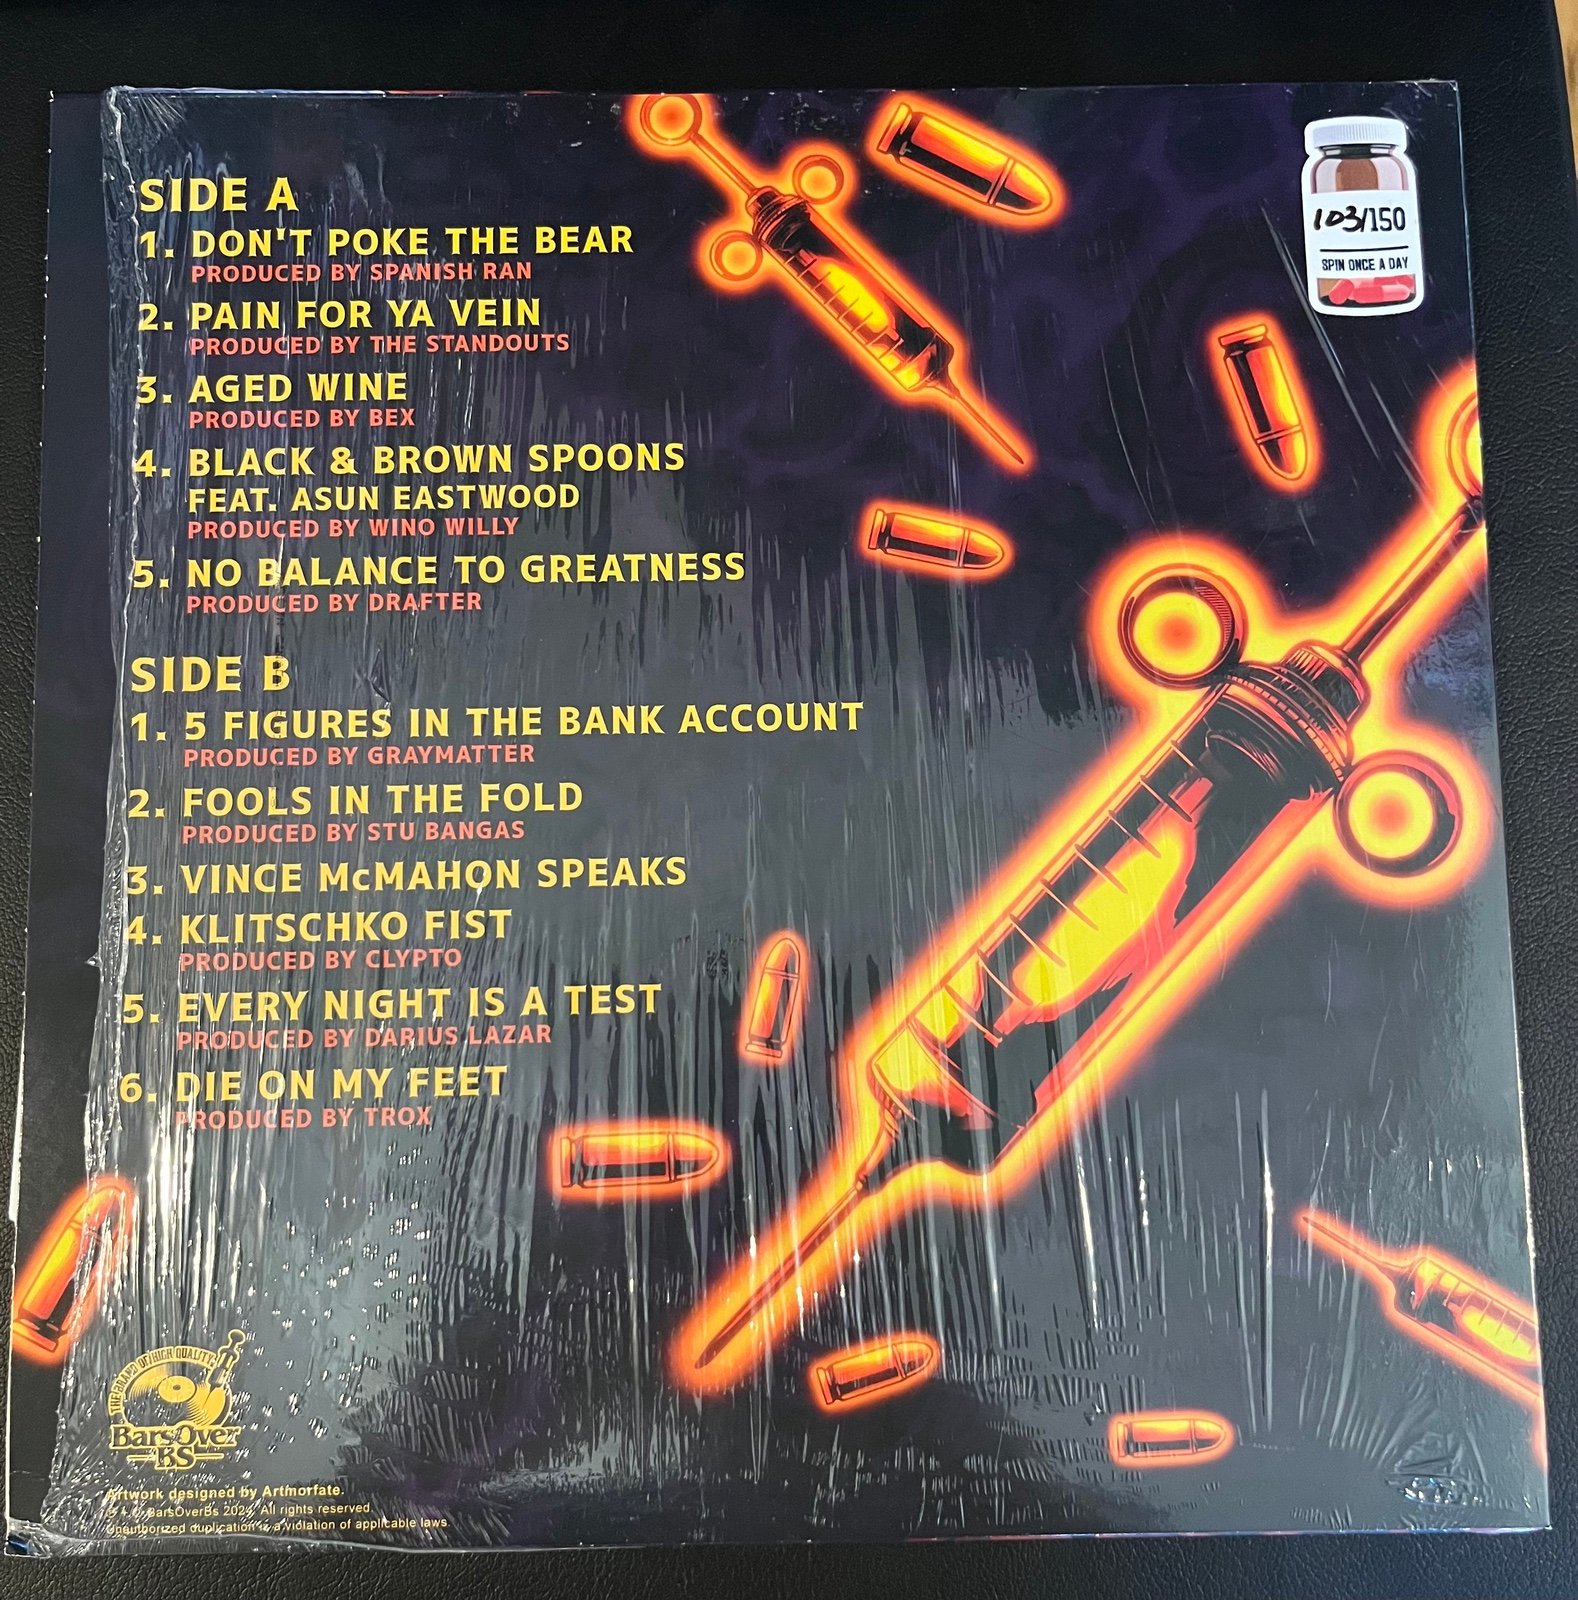 SIDE A
1. DON'T POKE THE BEAR
PRODUCED BY SPANISH RAN
2. PAIN FOR YA VEIN
PRODUCED BY THE STANDOUTS
3. AGED WINE
PRODUCED BY BEX
4. BLACK & BROWN SPOONS
FEAT. ASUN EASTWOOD
PRODUCED BY WINO WILLY
5. NO BALANCE TO GREATNESS
PRODUCED BY DRAFTER
SIDE B
1. 5 FIGURES IN THE BANK ACCOUNT
PRODUCED BY GRAYMATTER
2. FOOLS IN THE FOLD
PRODUCED BY STU BANGAS
3. VINCE McMAHON SPEAKS
4. KLITSCHKO FIST
PRODUCED BY CLYPTO
5. EVERY NIGHT IS A TEST
PRODUCED BY DARIUS LAZAR
6. DIE ON MY FEET
PRODUCED BY TROX
103/150
SPIN ONCE A DAY
THE BRAND OF HIGH QUALITY
BarsOver
BS
Artwork designed by Artmorfate.
BarsOverBs 2024. All rights reserved.
Unauthorized duplication is a violation of applicable laws.